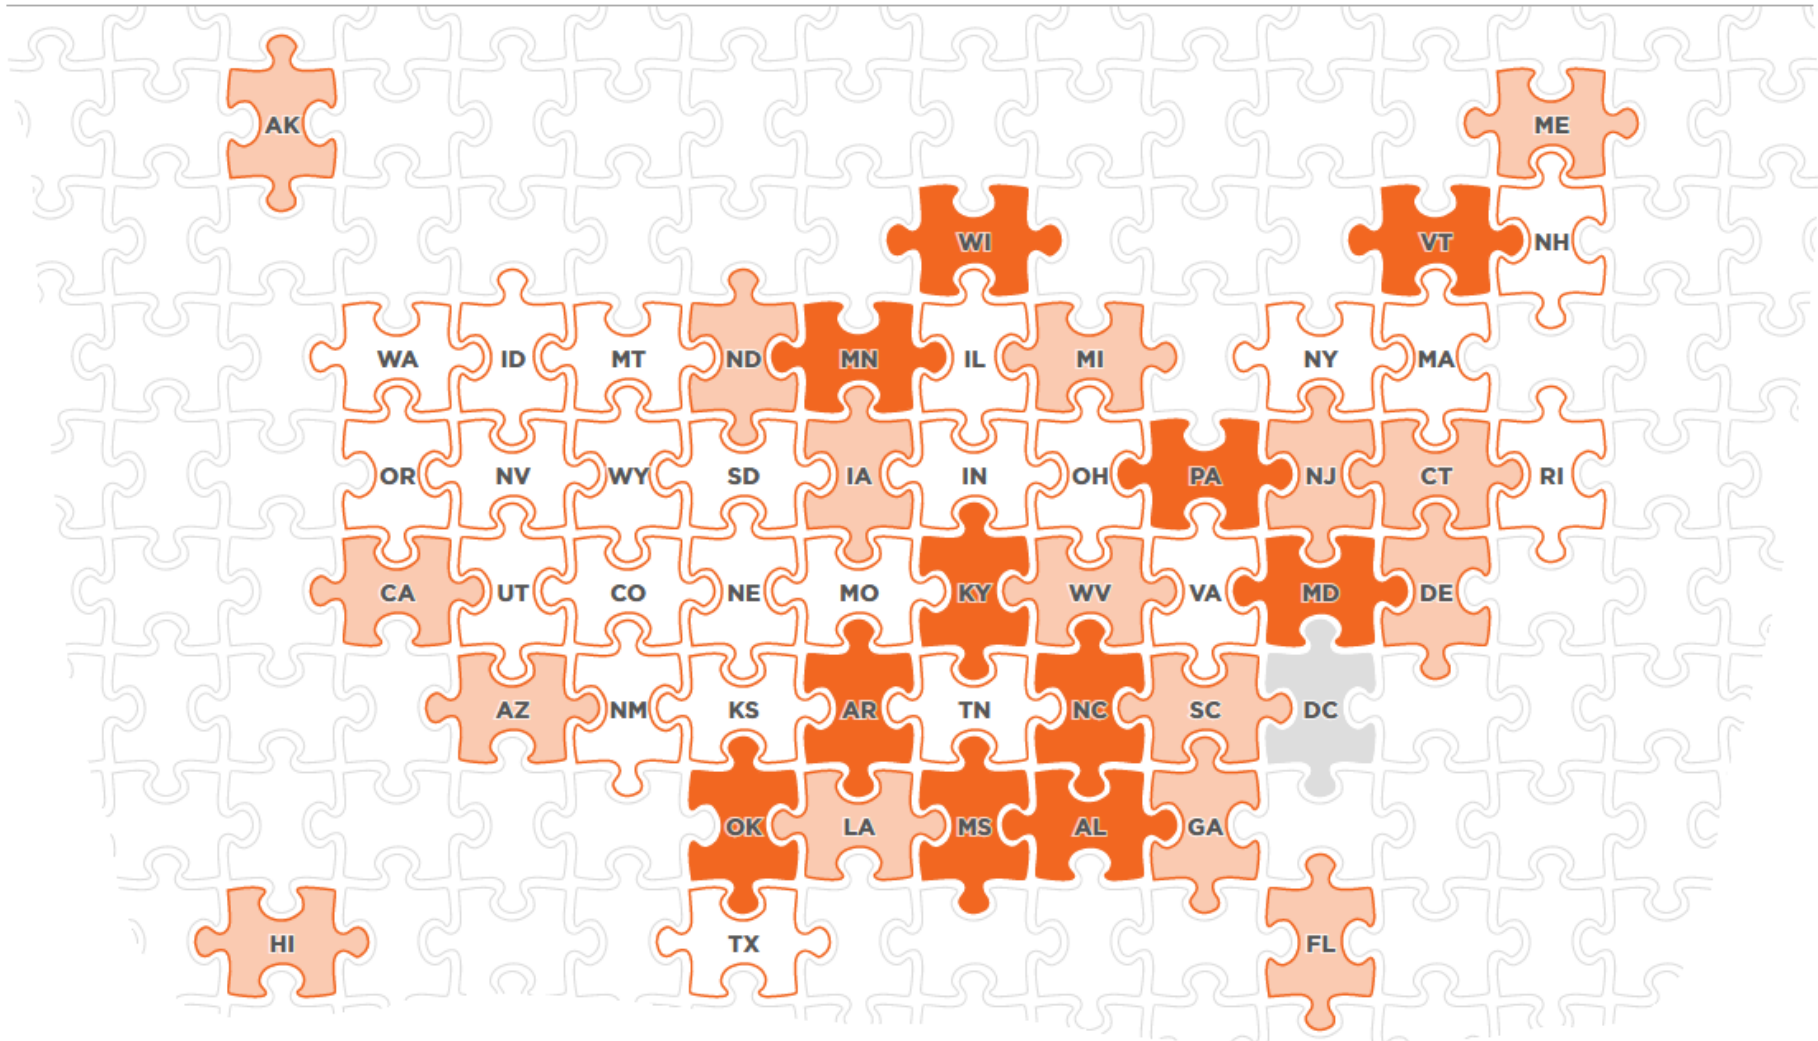 AK ME
WI VT NH
WA ID MT ND MN IL MI NY MA
OR NV WY SD IA IN OH PA NJ CT RI
CA UT CO NE MO KY WV VA MD DE
AZ NM KS AR TN NC SC DC
OK LA MS AL GA
HI TX FL